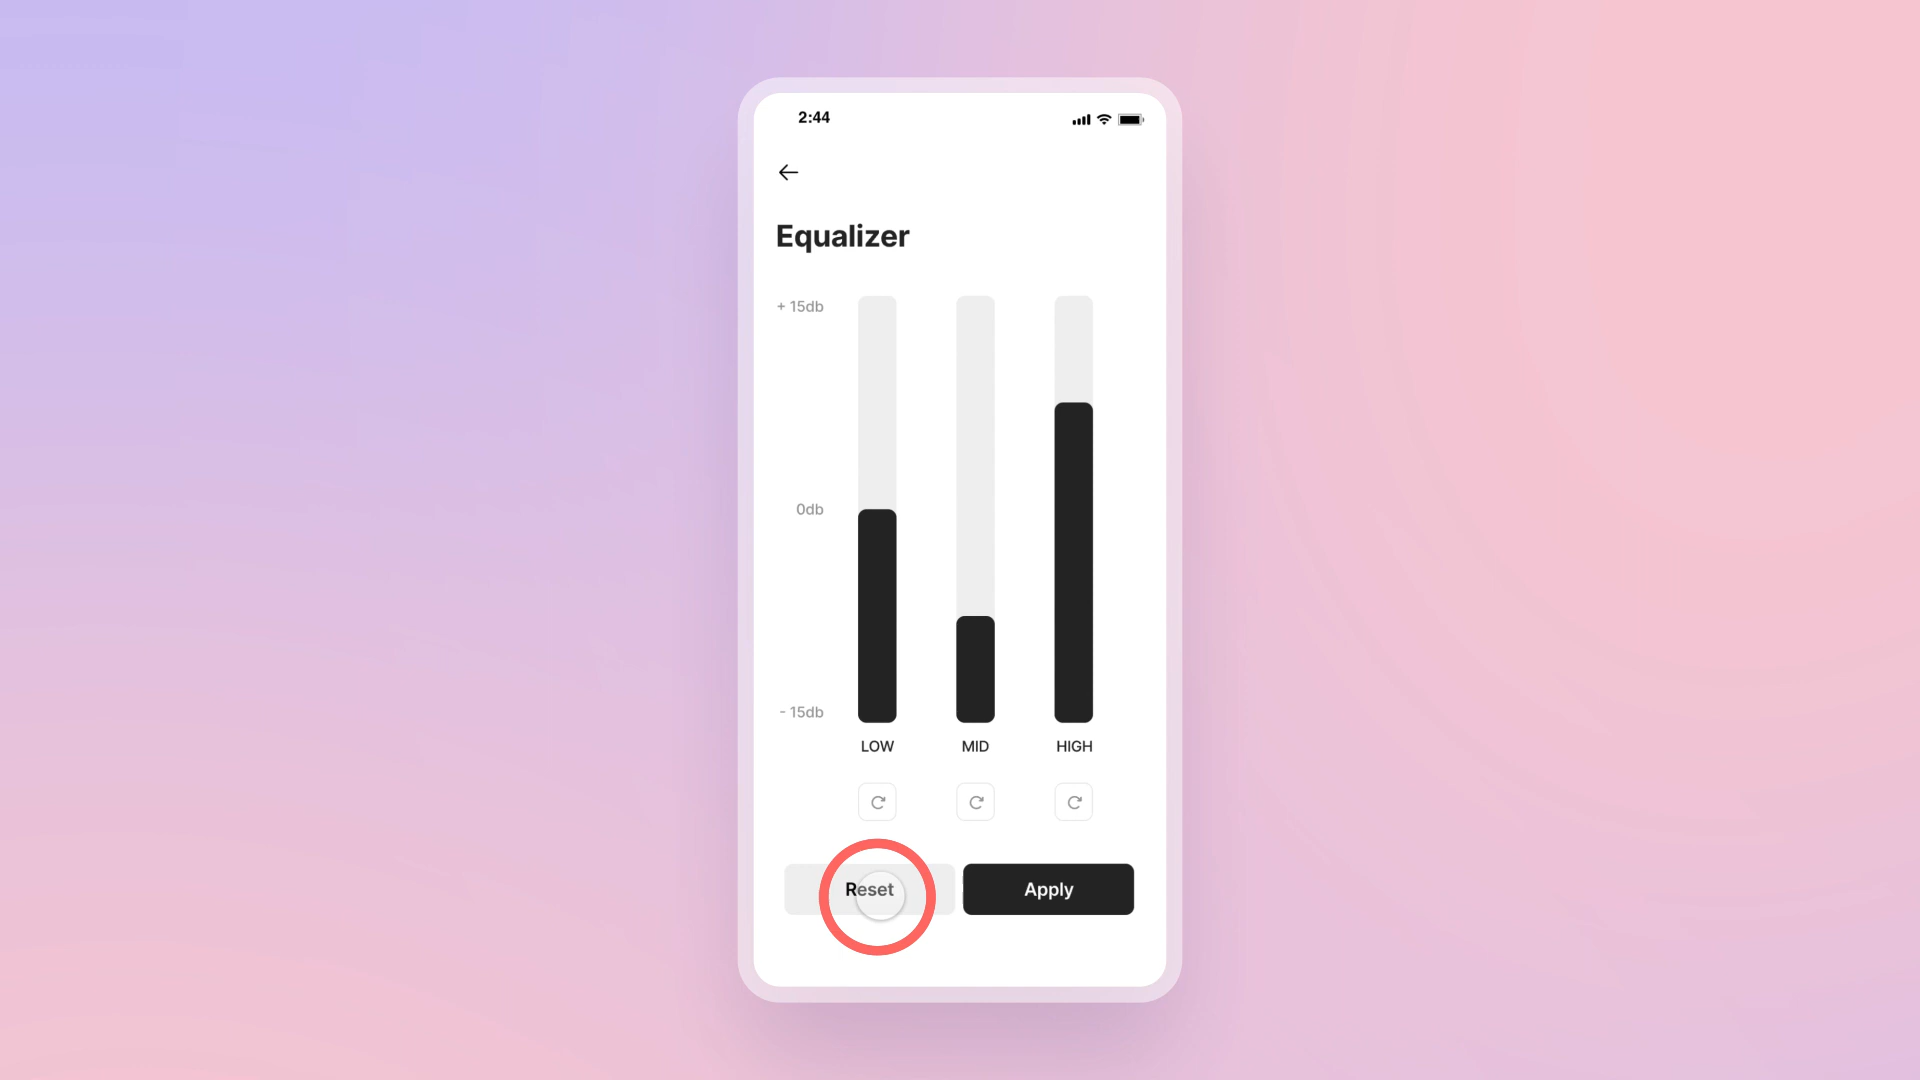 2:44
Equalizer
+ 15db
0db
- 15db
LOW MID HIGH
Reset Apply